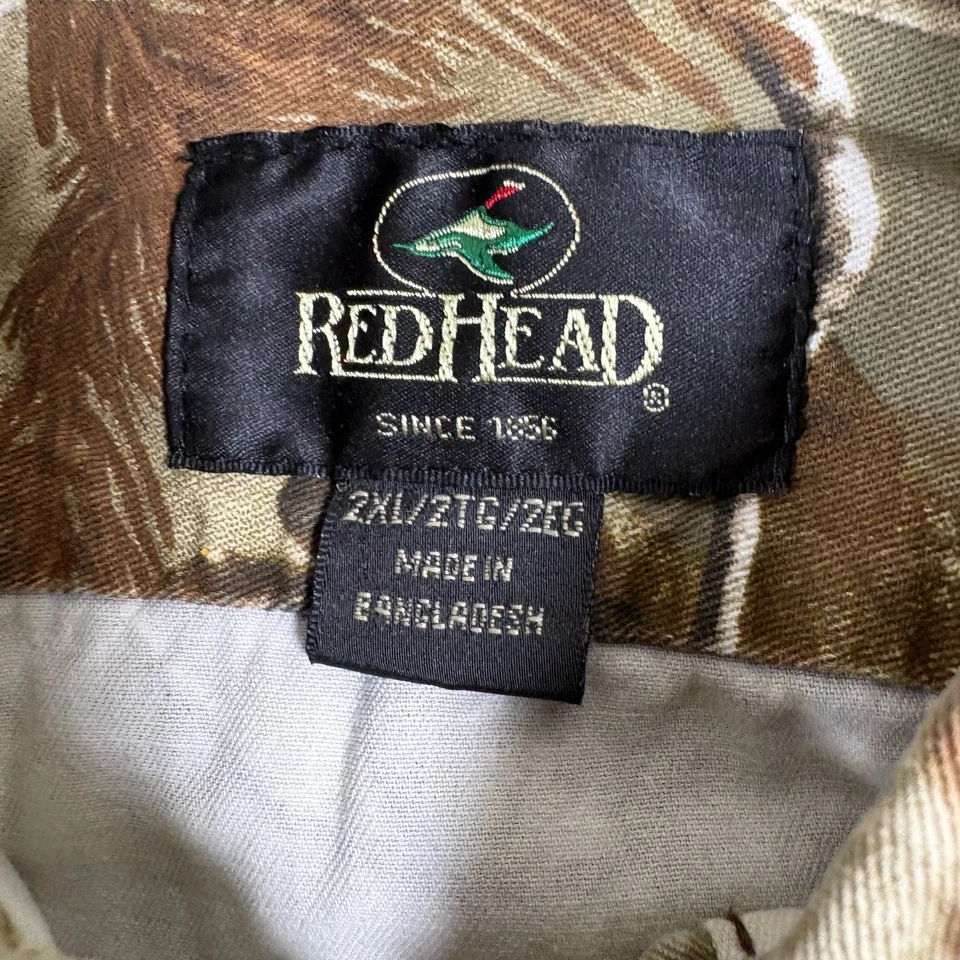 REDHEAD®
SINCE 1856
2XL/2TG/2EG
MADE IN
BANGLADESH